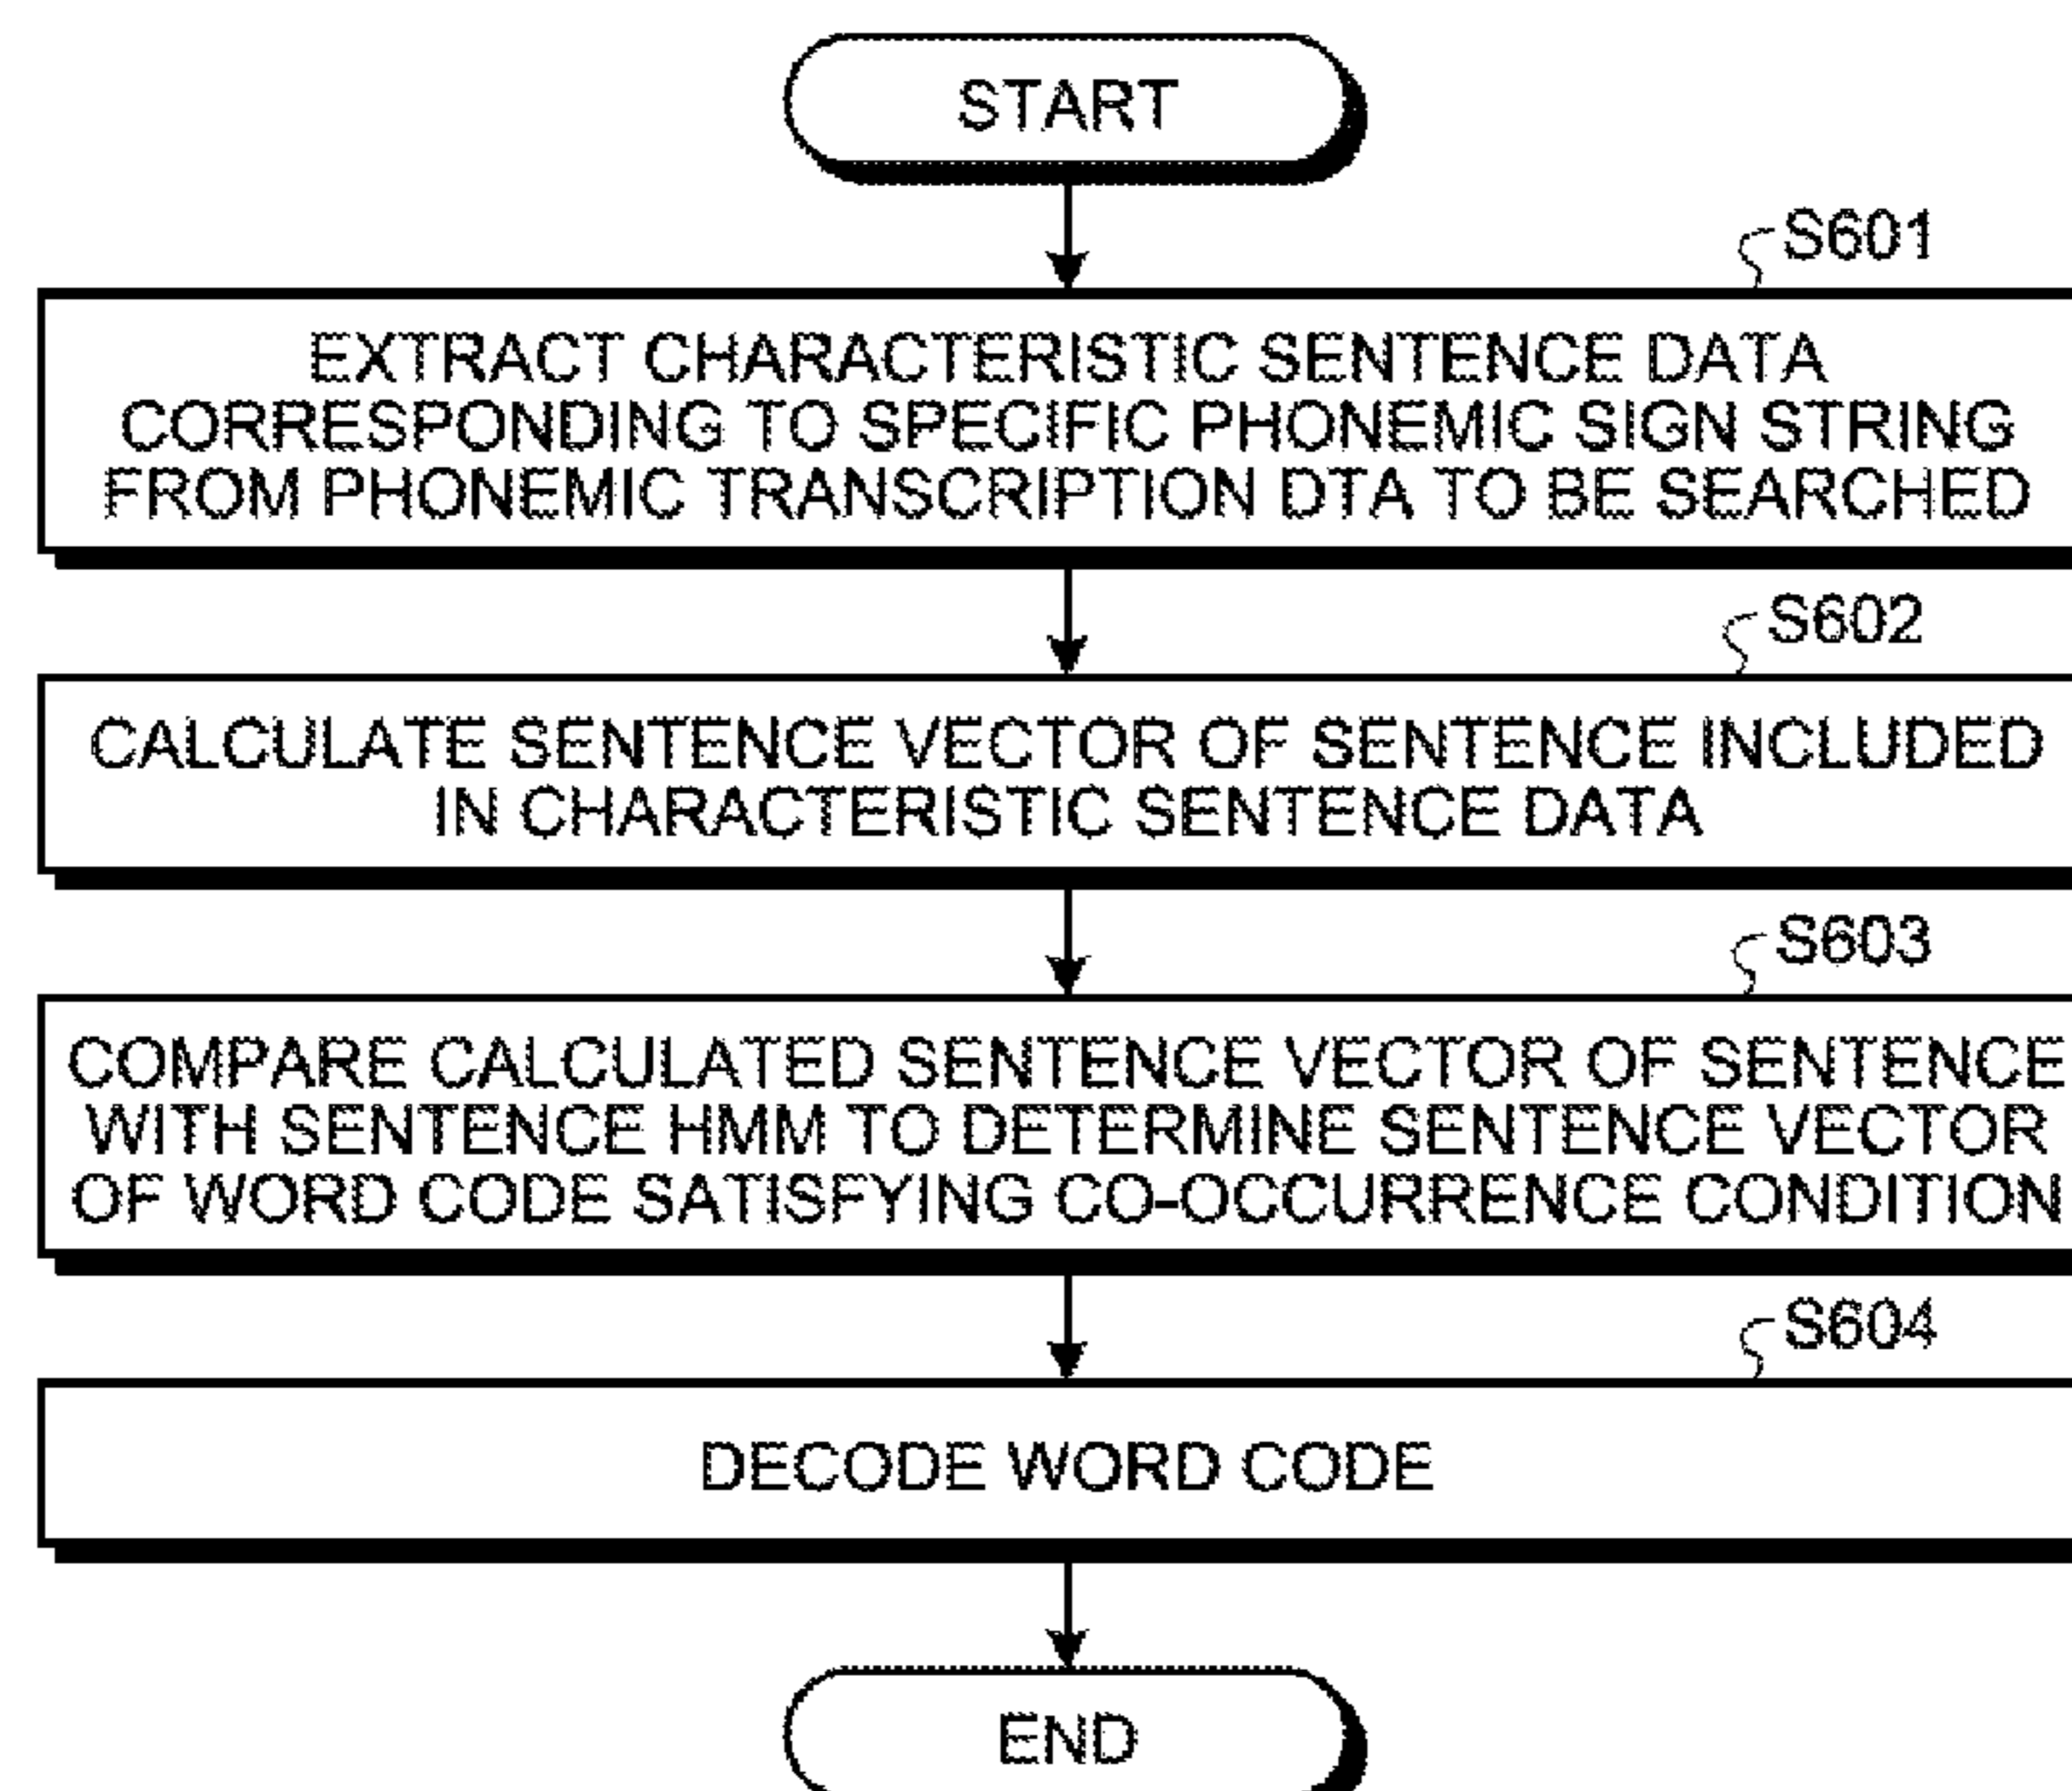 START
S601
EXTRACT CHARACTERISTIC SENTENCE DATA
CORRESPONDING TO SPECIFIC PHONEMIC SIGN STRING
FROM PHONEMIC TRANSCRIPTION DTA TO BE SEARCHED
S602
CALCULATE SENTENCE VECTOR OF SENTENCE INCLUDED
IN CHARACTERISTIC SENTENCE DATA
S603
COMPARE CALCULATED SENTENCE VECTOR OF SENTENCE
WITH SENTENCE HMM TO DETERMINE SENTENCE VECTOR
OF WORD CODE SATISFYING CO-OCCURRENCE CONDITION
S604
DECODE WORD CODE
END